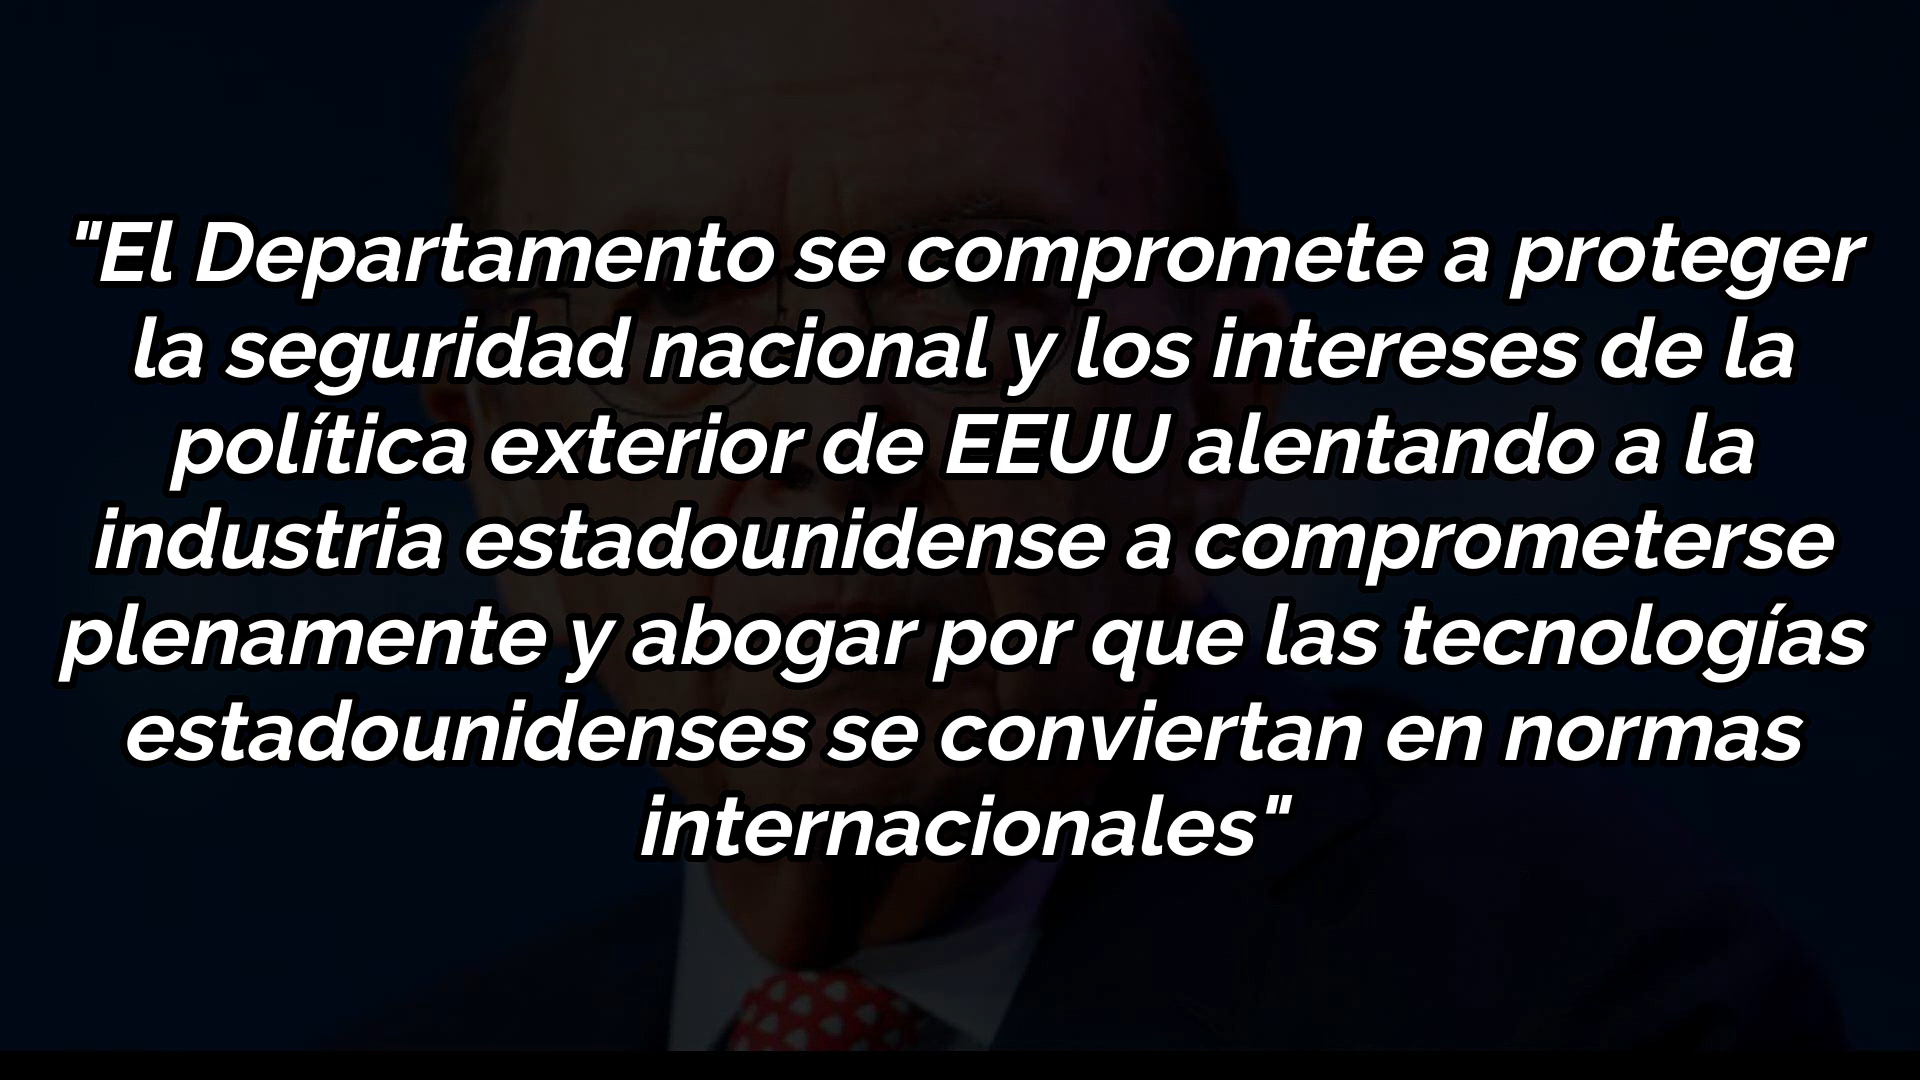 "El Departamento se compromete a proteger
la seguridad nacional y los intereses de la
política exterior de EEUU alentando a la
industria estadounidense a comprometerse
plenamente y abogar por que las tecnologías
estadounidenses se conviertan en normas
internacionales"